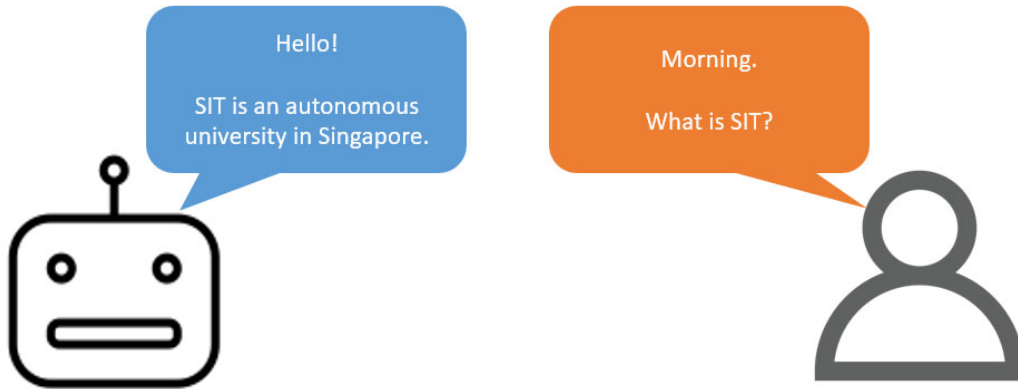 Hello!
SIT is an autonomous
university in Singapore.
Morning.
What is SIT?